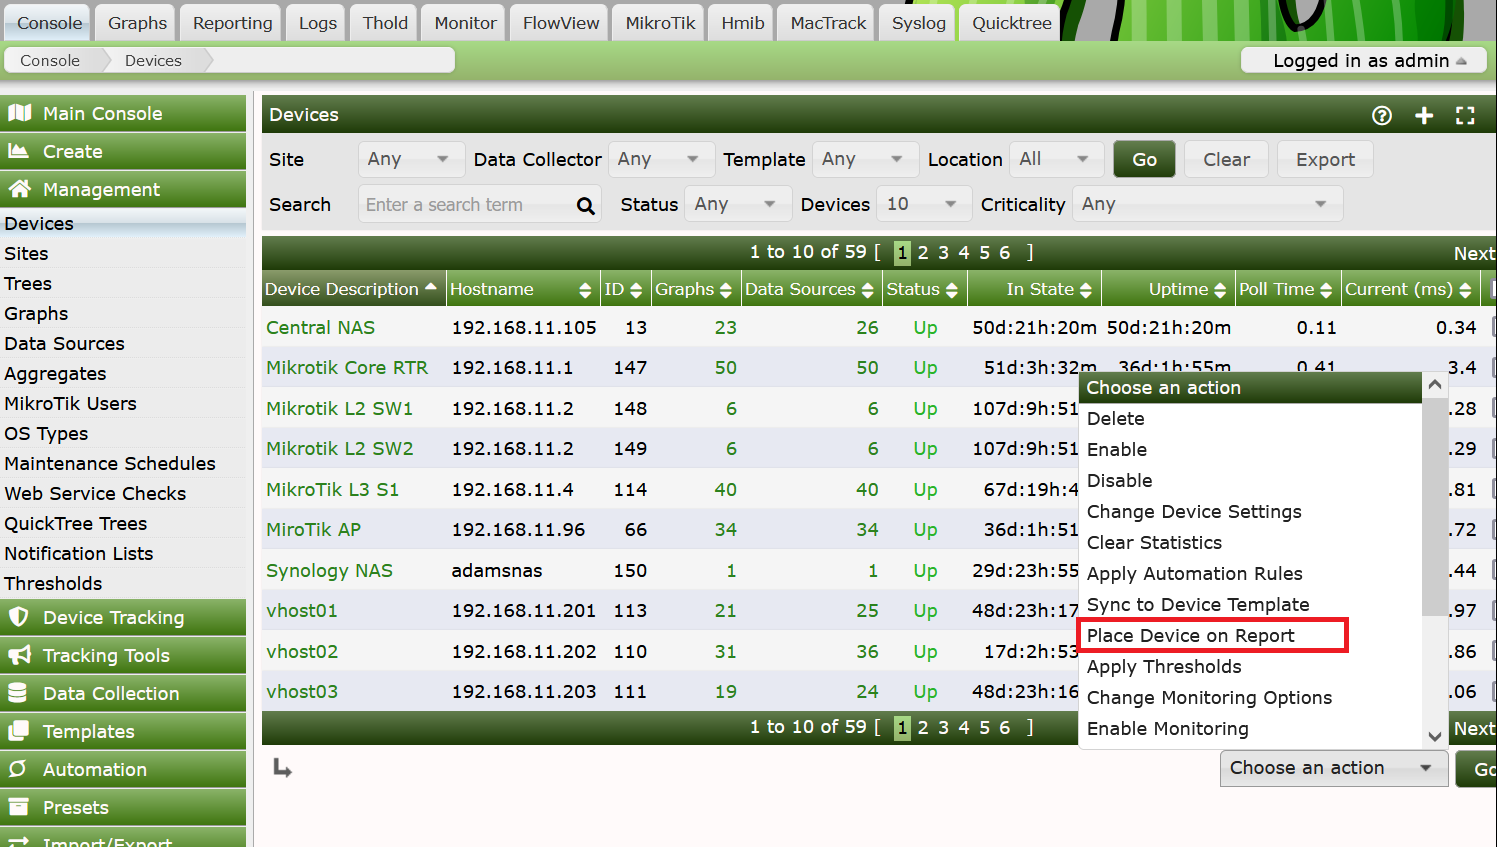 Console Graphs Reporting Logs Thold Monitor FlowView MikroTik Hmib MacTrack Syslog Quicktree
Console Devices Logged in as admin
Main Console
Create
Management
Devices
Sites
Trees
Graphs
Data Sources
Aggregates
MikroTik Users
OS Types
Maintenance Schedules
Web Service Checks
QuickTree Trees
Notification Lists
Thresholds
Device Tracking
Tracking Tools
Data Collection
Templates
Automation
Presets
Import/Export
Devices
Site Any Data Collector Any Template Any Location All Go Clear Export
Search Enter a search term Status Any Devices 10 Criticality Any
1 to 10 of 59 [ 1 2 3 4 5 6 ] Next
Device Description Hostname ID Graphs Data Sources Status In State Uptime Poll Time Current (ms)
Central NAS 192.168.11.105 13 23 26 Up 50d:21h:20m 50d:21h:20m 0.11 0.34
Mikrotik Core RTR 192.168.11.1 147 50 50 Up 51d:3h:32m 36d:1h:55m 0.41 3.4
Mikrotik L2 SW1 192.168.11.2 148 6 6 Up 107d:9h:51 .28
Mikrotik L2 SW2 192.168.11.2 149 6 6 Up 107d:9h:51 .29
MikroTik L3 S1 192.168.11.4 114 40 40 Up 67d:19h:4 .81
MiroTik AP 192.168.11.96 66 34 34 Up 36d:1h:51 .72
Synology NAS adamsnas 150 1 1 Up 29d:23h:55 .44
vhost01 192.168.11.201 113 21 25 Up 48d:23h:17 .97
vhost02 192.168.11.202 110 31 36 Up 17d:2h:53 .86
vhost03 192.168.11.203 111 19 24 Up 48d:23h:16 .06
1 to 10 of 59 [ 1 2 3 4 5 6 ] Next
Choose an action
Delete
Enable
Disable
Change Device Settings
Clear Statistics
Apply Automation Rules
Sync to Device Template
Place Device on Report
Apply Thresholds
Change Monitoring Options
Enable Monitoring
Choose an action Go